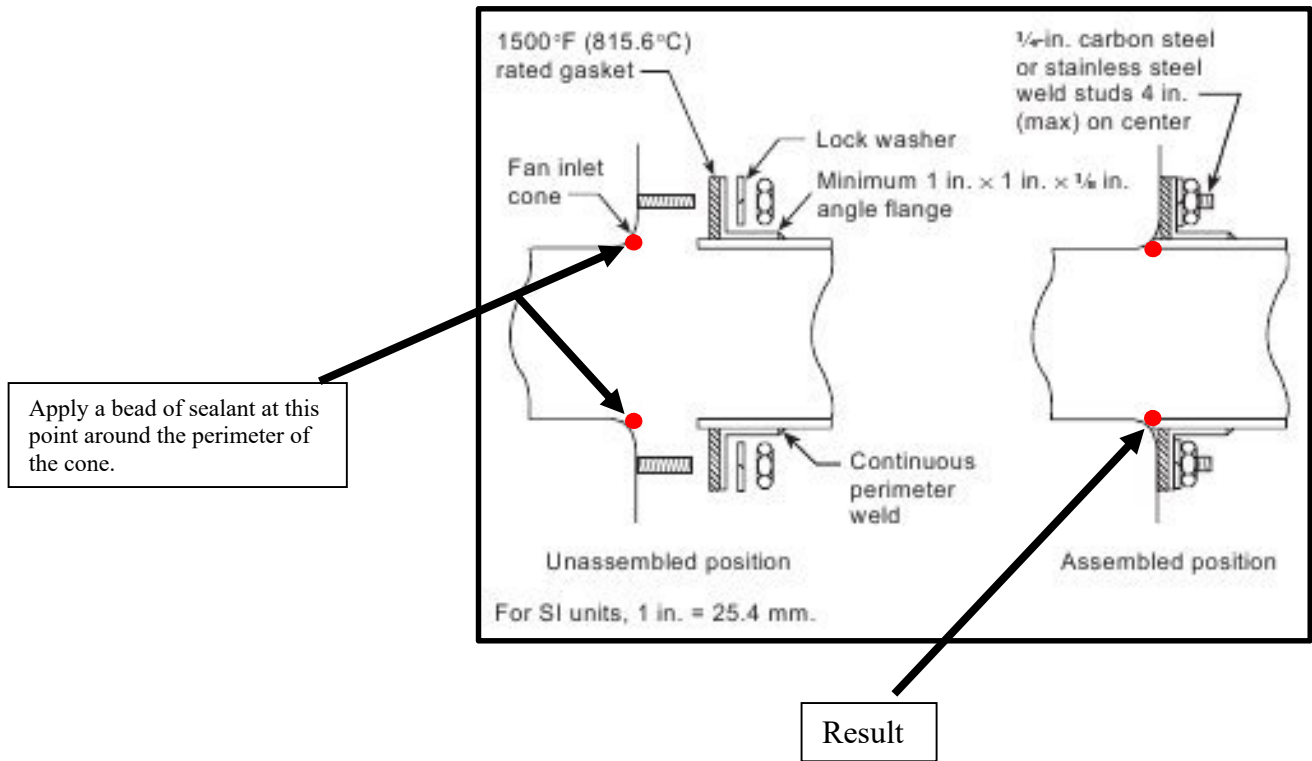 1500°F (815.6°C)
rated gasket
¼-in. carbon steel
or stainless steel
weld studs 4 in.
(max) on center
Lock washer
Fan inlet
cone
Minimum 1 in. × 1 in. × ⅛ in.
angle flange
Apply a bead of sealant at this
point around the perimeter of
the cone.
Continuous
perimeter
weld
Unassembled position
Assembled position
For SI units, 1 in. = 25.4 mm.
Result